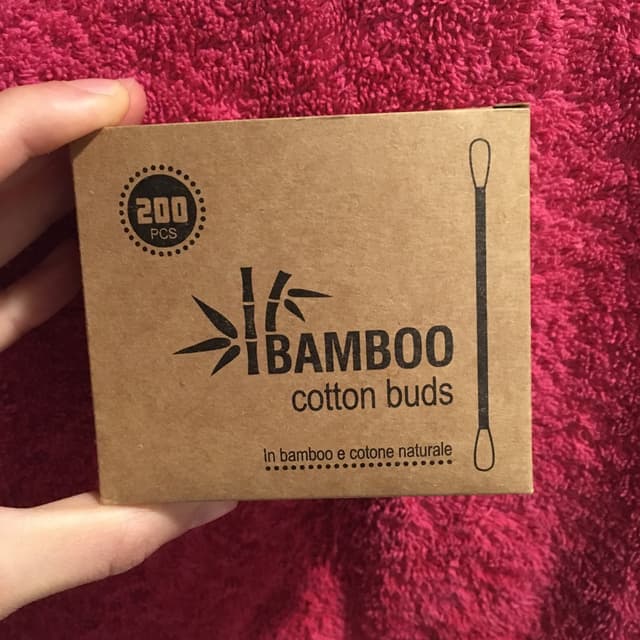 200
PCS
BAMBOO
cotton buds
In bamboo e cotone naturale